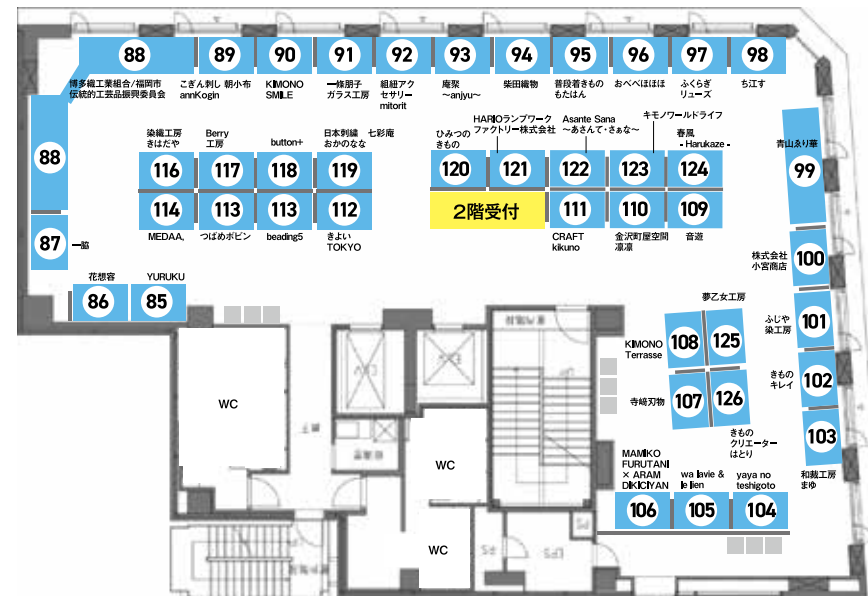 88
89
90
91
92
93
94
95
96
97
98
博多織工業組合/福岡市
伝統的工芸品振興委員会
こぎん刺し 朝小布
annKogin
KIMONO
SMILE
一條朋子
ガラス工房
組紐アク
セサリー
mitorit
庵聚
～anjyu～
柴田織物
普段着きもの
もたはん
おべべほほほ
ふくらぎ
リューズ
ち江す
88
87
一脇
花想容
86
YURUKU
85
染織工房
きはだや
Berry
工房
button+
日本刺繍 七彩庵
おかのなな
116
117
118
119
114
113
113
112
MEDAA,
つばめボビン
beading5
きよい
TOKYO
ひみつの
きもの
HARIOランプワーク
ファクトリー株式会社
Asante Sana
～あさんて・さぁな～
キモノワールドライフ
春風
- Harukaze -
120
121
122
123
124
2階受付
111
110
109
CRAFT
kikuno
金沢町屋空間
凛凛
音遊
青山ゑり華
99
株式会社
小宮商店
100
ふじや
染工房
101
きもの
キレイ
102
103
和裁工房
まゆ
夢乙女工房
KIMONO
Terrasse
108
125
寺﨑刃物
107
126
きもの
クリエーター
はとり
MAMIKO
FURUTANI
× ARAM
DIKICIYAN
wa lavie &
le lien
yaya no
teshigoto
106
105
104
WC
WC
WC